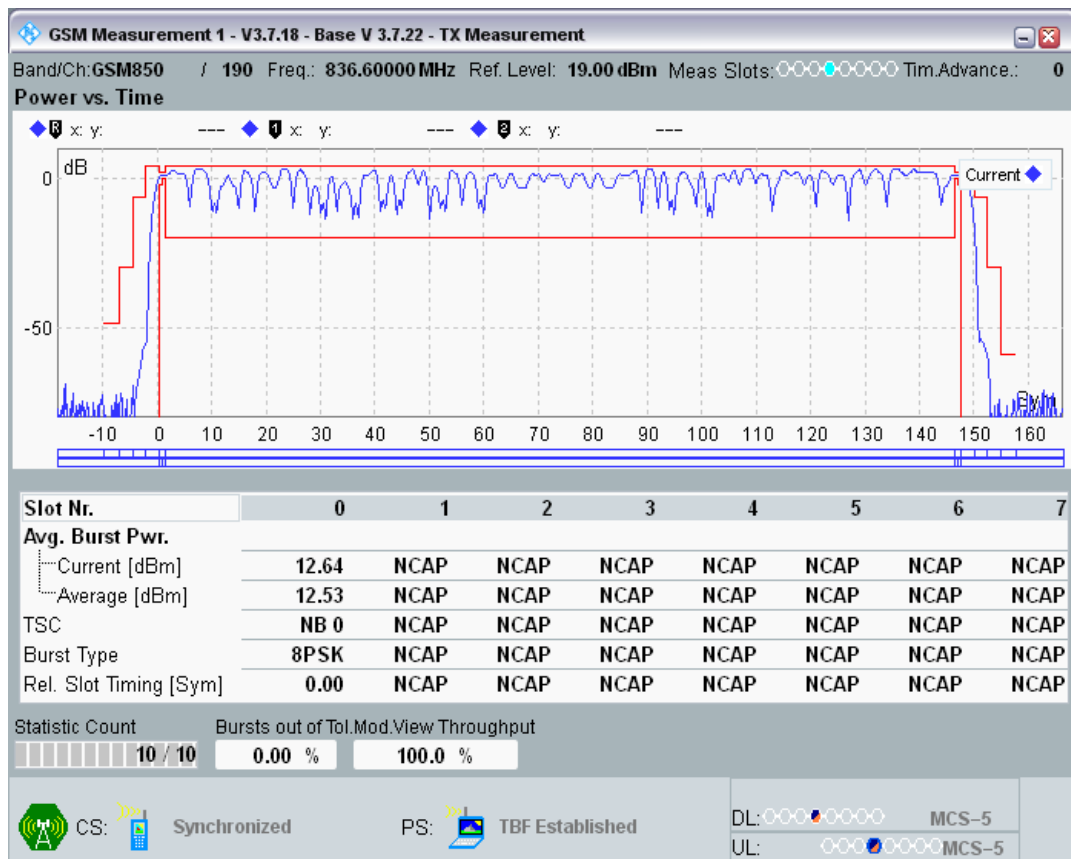 GSM Measurement 1 - V3.7.18 - Base V 3.7.22 - TX Measurement
Band/Ch:GSM850 / 190 Freq.: 836.60000 MHz Ref. Level: 19.00 dBm Meas Slots: Tim.Advance.: 0
Power vs. Time
R x: y: --- 1 x: y: --- 2 x: y: ---
dB
0
Current
-50
Sym
-10 0 10 20 30 40 50 60 70 80 90 100 110 120 130 140 150 160
Slot Nr. 0 1 2 3 4 5 6 7
Avg. Burst Pwr.
Current [dBm] 12.64 NCAP NCAP NCAP NCAP NCAP NCAP NCAP
Average [dBm] 12.53 NCAP NCAP NCAP NCAP NCAP NCAP NCAP
TSC NB 0 NCAP NCAP NCAP NCAP NCAP NCAP NCAP
Burst Type 8PSK NCAP NCAP NCAP NCAP NCAP NCAP NCAP
Rel. Slot Timing [Sym] 0.00 NCAP NCAP NCAP NCAP NCAP NCAP NCAP
Statistic Count Bursts out of Tol.Mod.View Throughput
10 / 10 0.00 % 100.0 %
CS: Synchronized PS: TBF Established
DL: MCS-5
UL: MCS-5